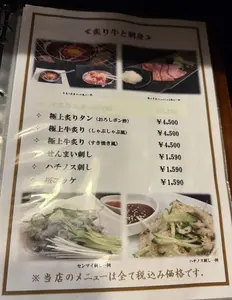 ≪炙り牛と刺身≫
極上炙りタン(おろしポン酢) ¥4,500
極上牛炙り(しゃぶしゃぶ風) ¥4,500
極上牛炙り(すき焼き風) ¥4,500
せんまい刺し ¥1,590
ハチノス刺し ¥1,590
ユッケ ¥1,590
センマイ刺し一例
ハチノス刺し一例
※当店のメニューは全て税込み価格です。